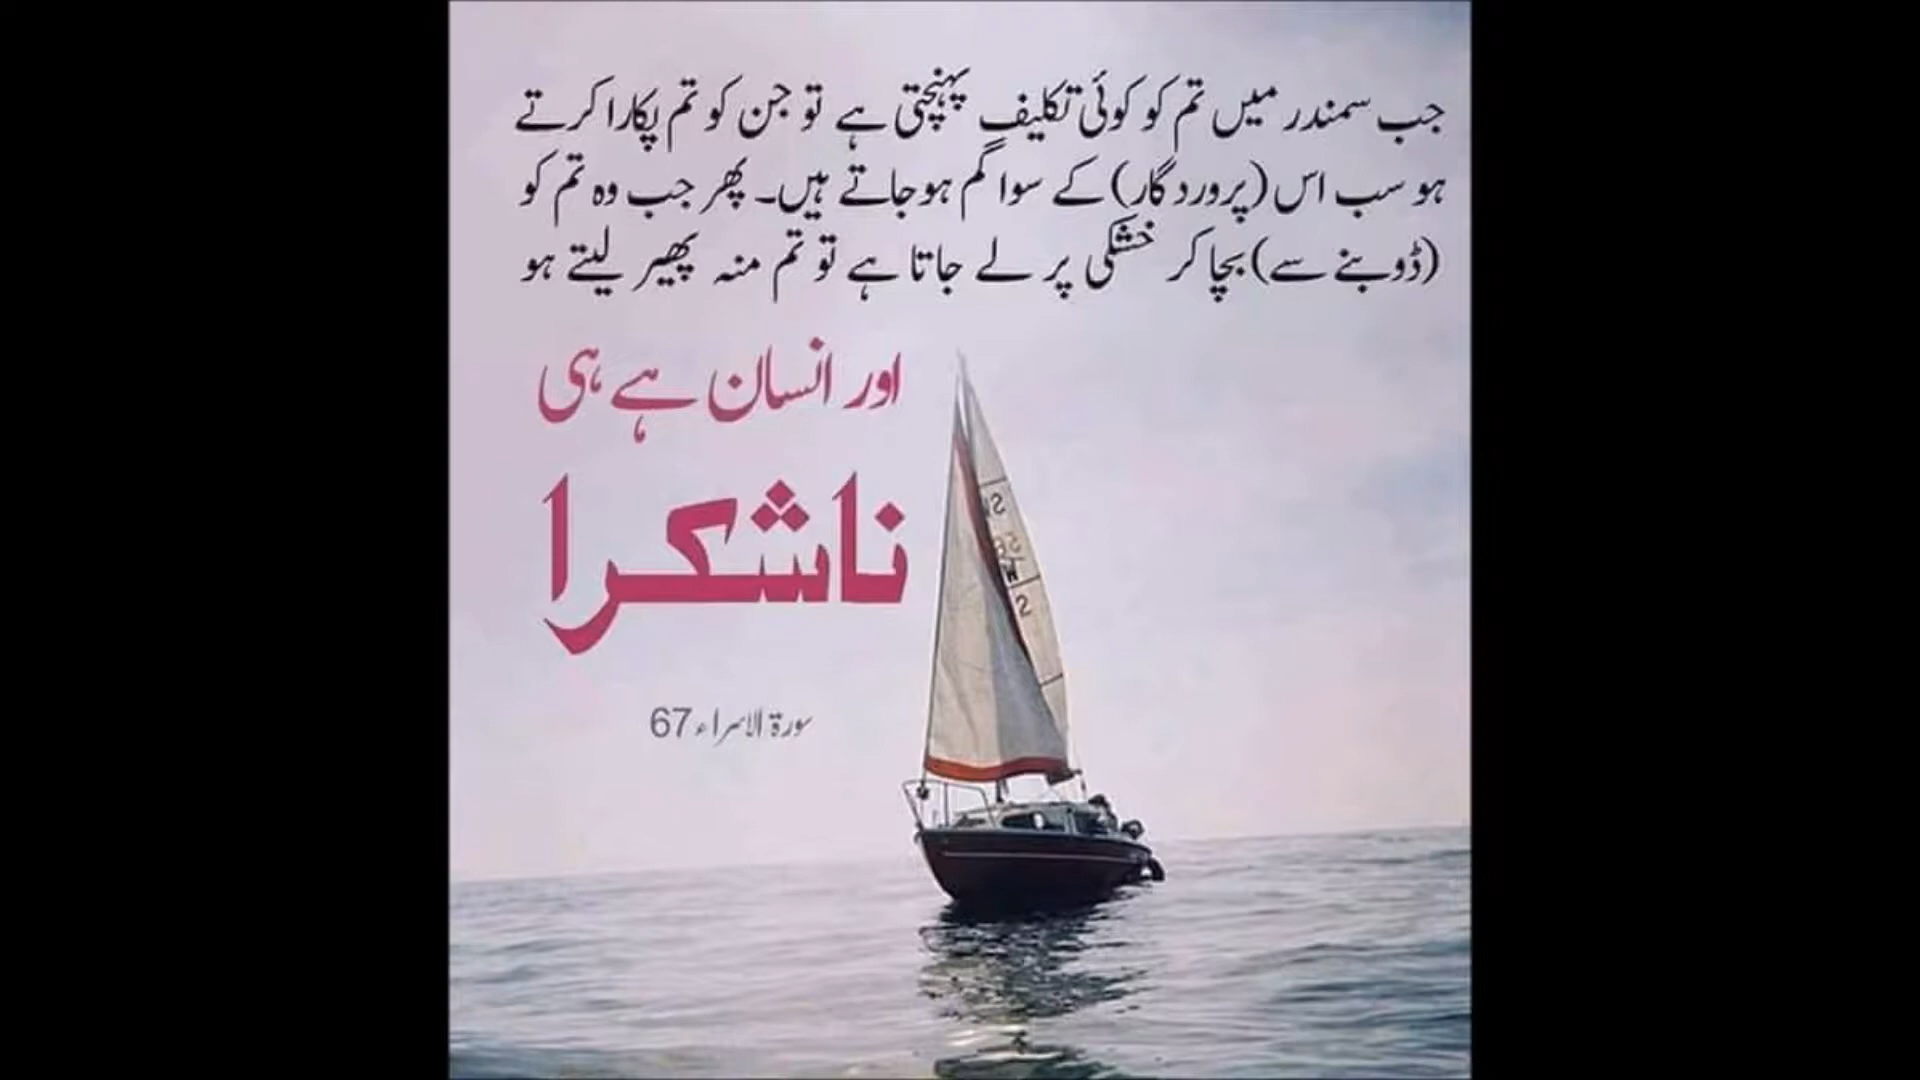 جب سمندر میں تم کو کوئی تکلیف پہنچتی ہے تو جن کو تم پکارا کرتے
ہو سب اس (پروردگار) کے سوا گم ہوجاتے ہیں۔ پھر جب وہ تم کو
(ڈوبنے سے) بچا کر خشکی پر لے جاتا ہے تو تم منہ پھیر لیتے ہو
اور انسان ہے ہی
ناشکرا
سورۃ الاسراء 67